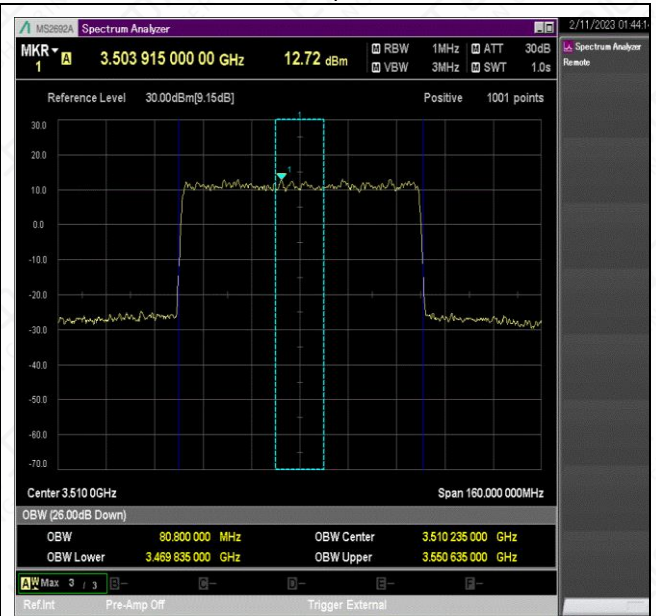 MS2692A Spectrum Analyzer
2/11/2023 01:44:1
MKR 1 A 3.503 915 000 00 GHz 12.72 dBm M RBW 1MHz M ATT 30dB
M VBW 3MHz M SWT 1.0s
Spectrum Analyzer
Remote
Reference Level 30.00dBm[9.15dB] Positive 1001 points
1
30.0
20.0
1
10.0
0.0
-10.0
-20.0
-30.0
-40.0
-50.0
-60.0
-70.0
Center 3.510 0GHz Span 160.000 000MHz
OBW (26.00dB Down)
OBW 80.800 000 MHz OBW Center 3.510 235 000 GHz
OBW Lower 3.469 835 000 GHz OBW Upper 3.550 635 000 GHz
A W Max 3 / 3 B- C- D- E- F-
Ref.Int Pre-Amp Off Trigger External